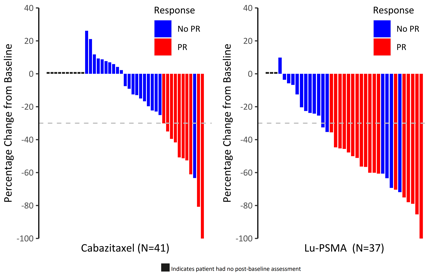 Response
No PR
PR
Percentage Change from Baseline
40
20
0
-20
-40
-60
-80
-100
Cabazitaxel (N=41)
Response
No PR
PR
Percentage Change from Baseline
40
20
0
-20
-40
-60
-80
-100
Lu-PSMA (N=37)
Indicates patient had no post-baseline assessment